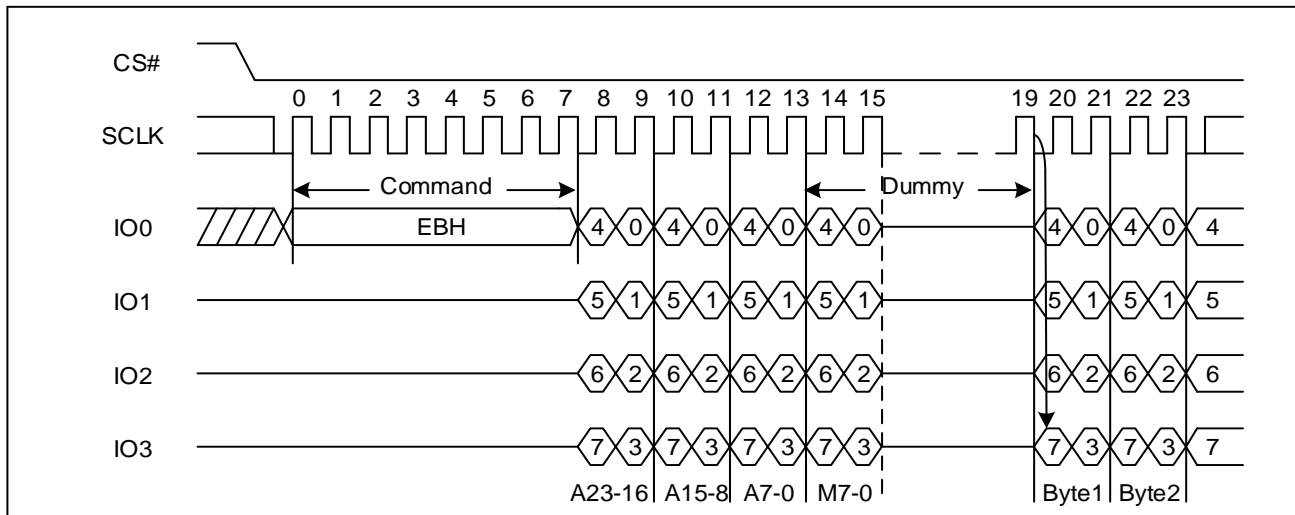 CS#
0 1 2 3 4 5 6 7 8 9 10 11 12 13 14 15 19 20 21 22 23
SCLK
Command Dummy
IO0 EBH 4 0 4 0 4 0 4 0 4 0 4 0 4
IO1 5 1 5 1 5 1 5 1 5 1 5 1 5
IO2 6 2 6 2 6 2 6 2 6 2 6 2 6
IO3 7 3 7 3 7 3 7 3 7 3 7 3 7
A23-16 A15-8 A7-0 M7-0 Byte1 Byte2